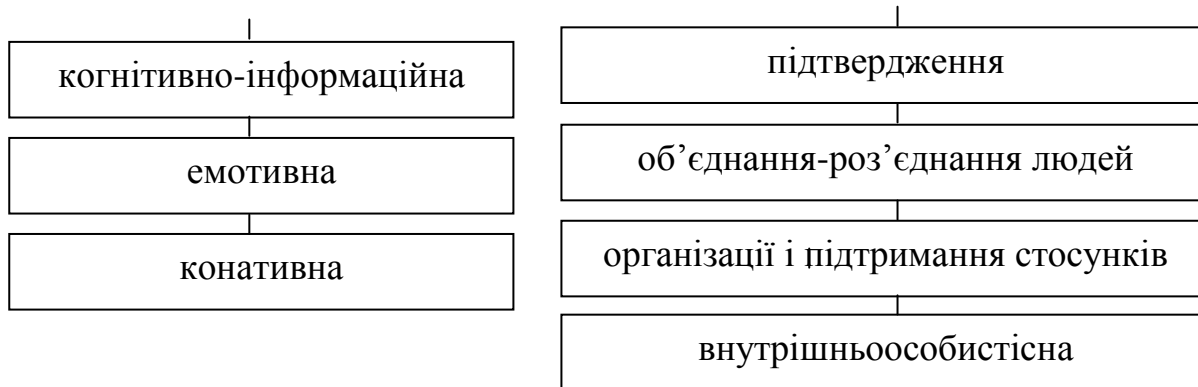 когнітивно-інформаційна
емотивна
конативна
підтвердження
об’єднання-роз’єднання людей
організації і підтримання стосунків
внутрішньоособистісна